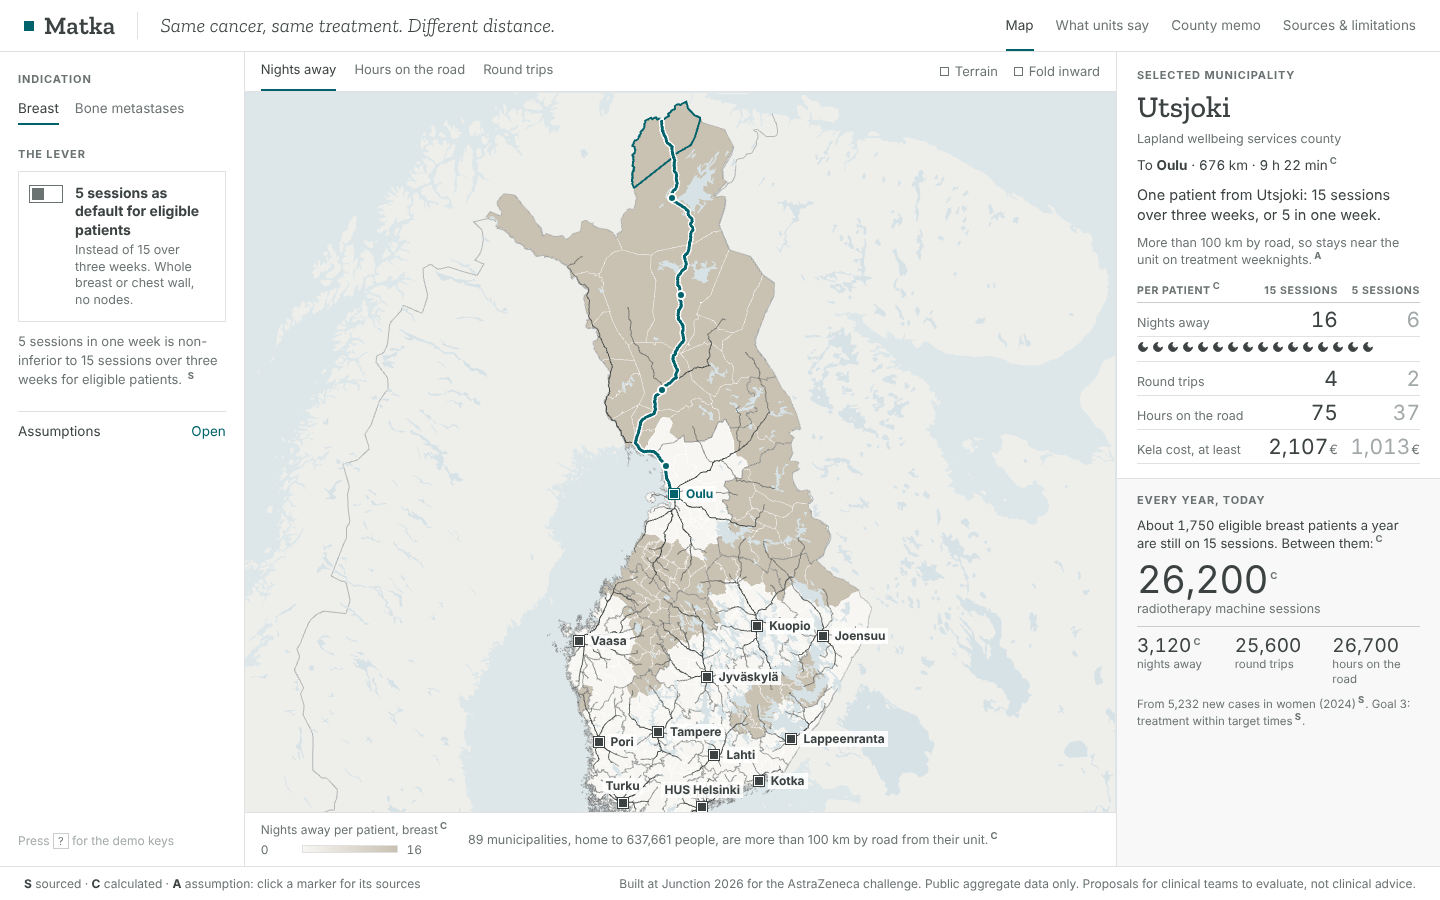 Matka
Same cancer, same treatment. Different distance.
Map What units say County memo Sources & limitations
INDICATION
Breast Bone metastases
THE LEVER
5 sessions as
default for eligible
patients
Instead of 15 over
three weeks. Whole
breast or chest wall,
no nodes.
5 sessions in one week is non-
inferior to 15 sessions over three
weeks for eligible patients. S
Assumptions Open
Press ? for the demo keys
Nights away Hours on the road Round trips
Terrain Fold inward
Oulu
Kuopio
Joensuu
Vaasa
Jyväskylä
Tampere
Pori
Lappeenranta
Lahti
Kotka
Turku
HUS Helsinki
Nights away per patient, breast C
0 16
89 municipalities, home to 637,661 people, are more than 100 km by road from their unit. C
SELECTED MUNICIPALITY
Utsjoki
Lapland wellbeing services county
To Oulu · 676 km · 9 h 22 min C
One patient from Utsjoki: 15 sessions
over three weeks, or 5 in one week.
More than 100 km by road, so stays near the
unit on treatment weeknights. A
PER PATIENT C 15 SESSIONS 5 SESSIONS
Nights away 16 6
Round trips 4 2
Hours on the road 75 37
Kela cost, at least 2,107 € 1,013 €
EVERY YEAR, TODAY
About 1,750 eligible breast patients a year
are still on 15 sessions. Between them: C
26,200 C
radiotherapy machine sessions
3,120 C 25,600 26,700
nights away round trips hours on the
road
From 5,232 new cases in women (2024) S. Goal 3:
treatment within target times S.
S sourced · C calculated · A assumption: click a marker for its sources
Built at Junction 2026 for the AstraZeneca challenge. Public aggregate data only. Proposals for clinical teams to evaluate, not clinical advice.